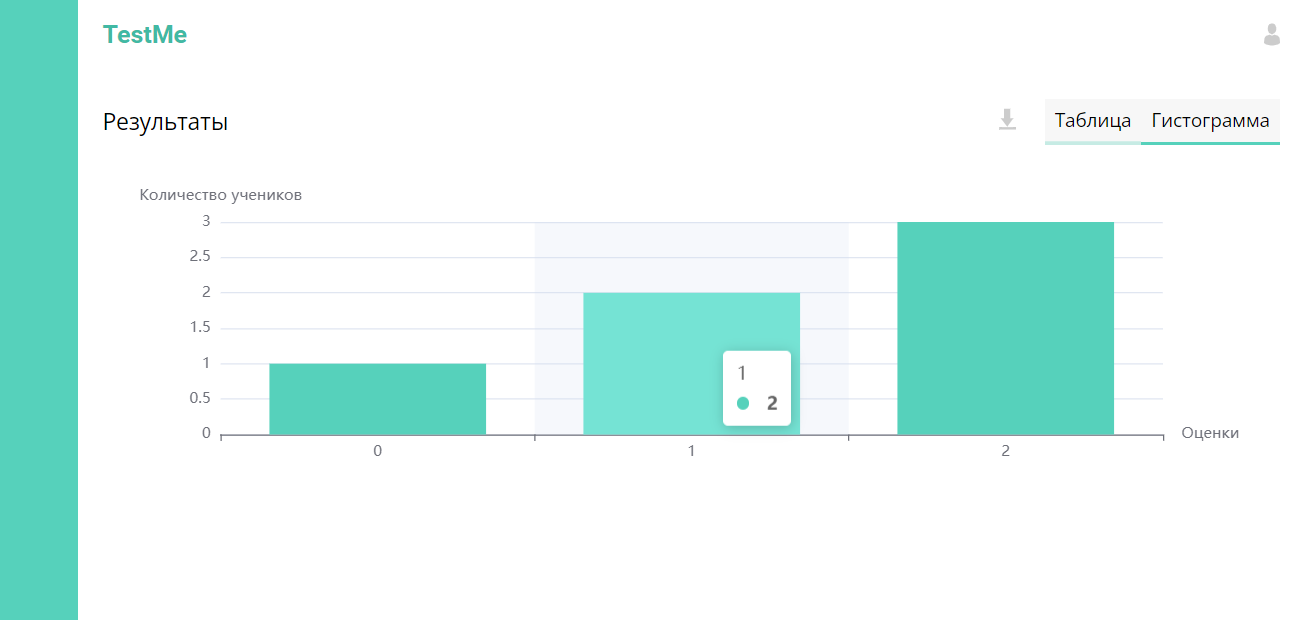 TestMe
Результаты
Таблица Гистограмма
Количество учеников
3
2.5
2
1.5
1
0.5
0
1
2
0 1 2
Оценки